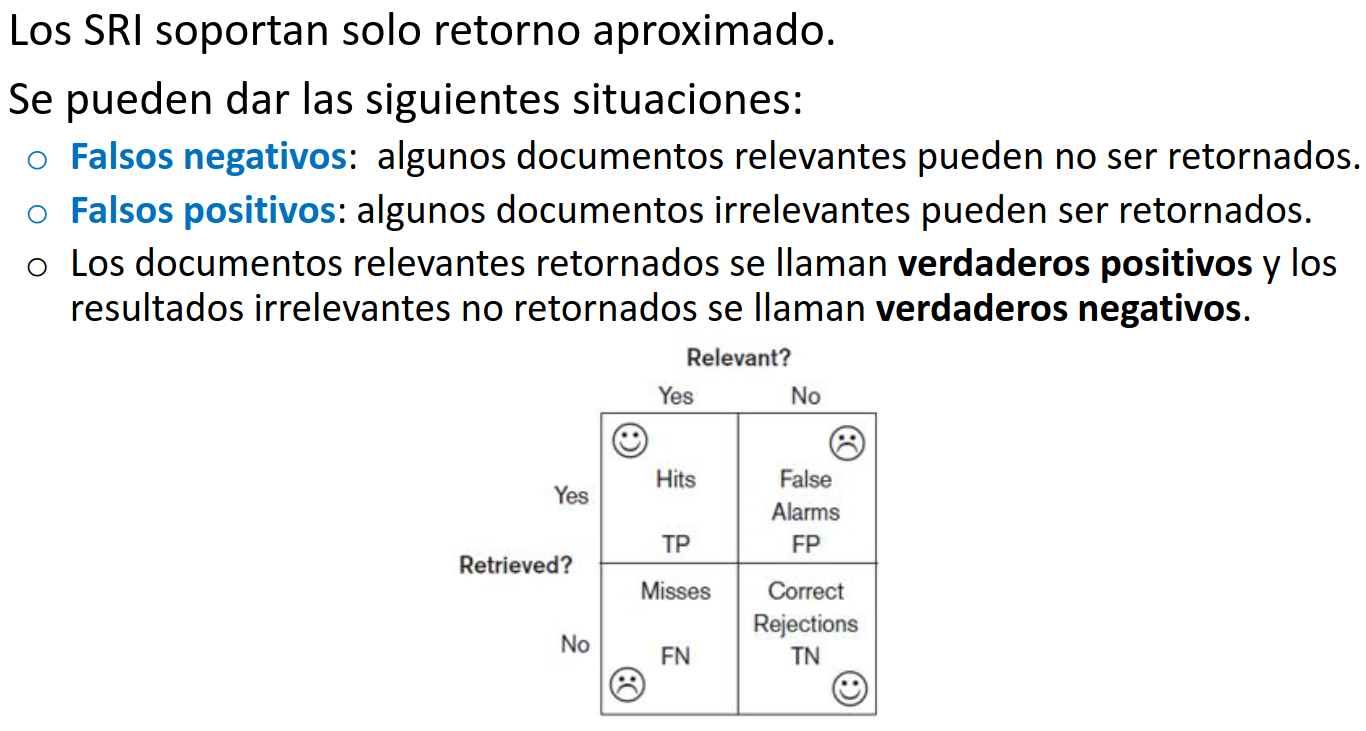 Los SRI soportan solo retorno aproximado.
Se pueden dar las siguientes situaciones:
Falsos negativos: algunos documentos relevantes pueden no ser retornados.
Falsos positivos: algunos documentos irrelevantes pueden ser retornados.
Los documentos relevantes retornados se llaman verdaderos positivos y los
resultados irrelevantes no retornados se llaman verdaderos negativos.
Relevant?
Yes No
Yes
Hits
TP
False
Alarms
FP
Retrieved?
No
Misses
FN
Correct
Rejections
TN